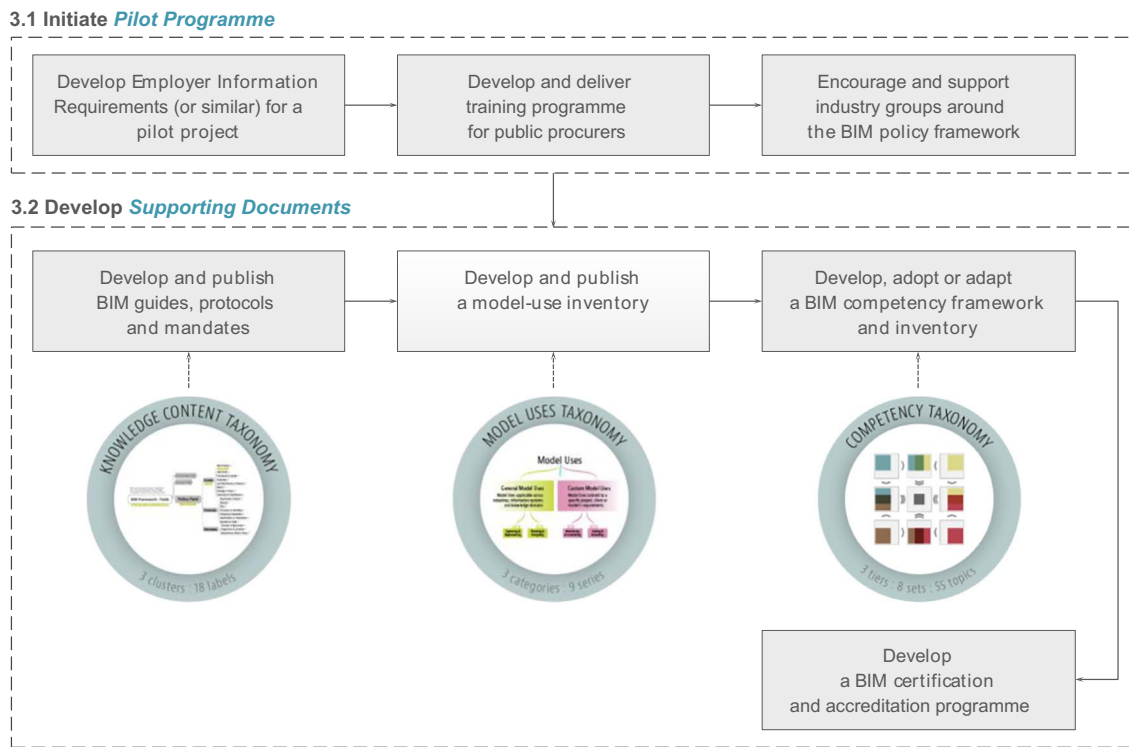 3.1 Initiate Pilot Programme
Develop Employer Information
Requirements (or similar) for a
pilot project
Develop and deliver
training programme
for public procurers
Encourage and support
industry groups around
the BIM policy framework
3.2 Develop Supporting Documents
Develop and publish
BIM guides, protocols
and mandates
Develop and publish
a model-use inventory
Develop, adopt or adapt
a BIM competency framework
and inventory
KNOWLEDGE CONTENT TAXONOMY
3 clusters : 18 labels
MODEL USES TAXONOMY
Model Uses
General Model Uses
Custom Model Uses
3 categories : 9 series
COMPETENCY TAXONOMY
3 tiers : 8 sets : 55 topics
Develop
a BIM certification
and accreditation programme